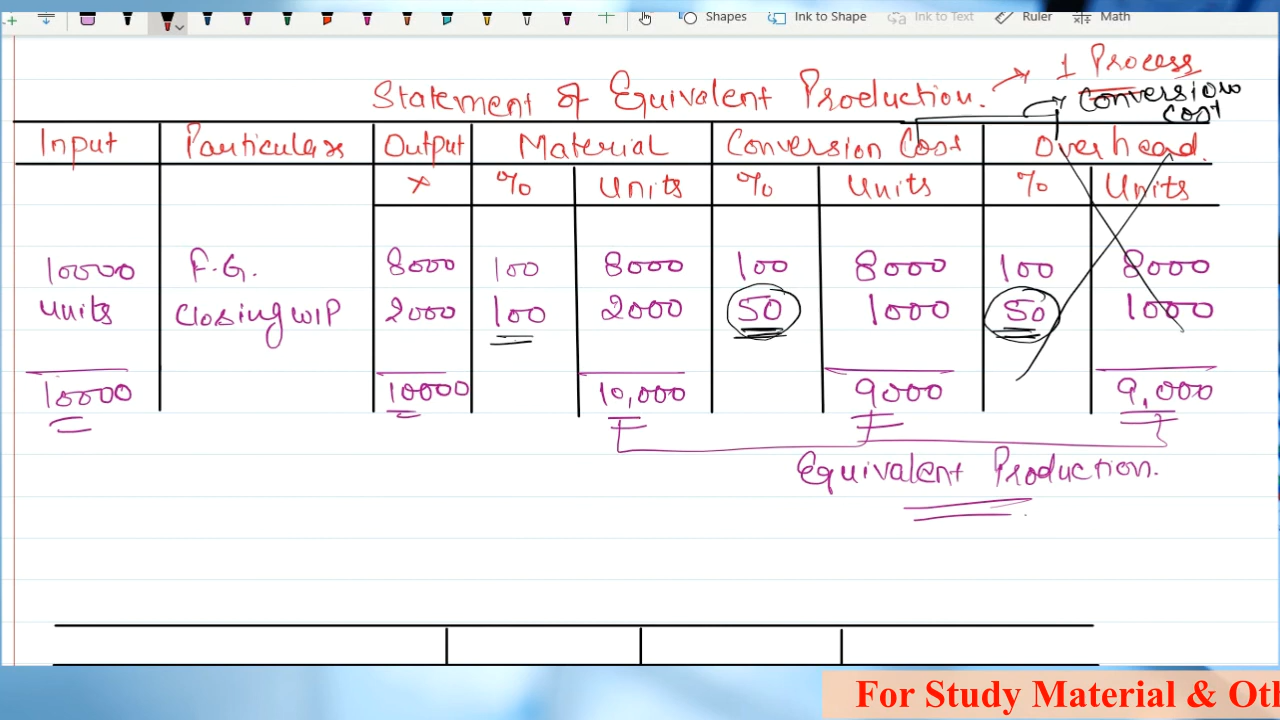 Shapes Ink to Shape Ink to Text Ruler Math
Statement of Equivalent Production. → 1 Process
Conversion
cost
Input Particulars Output Material Conversion Cost Overhead.
x % Units % Units % Units
10000 F.G. 8000 100 8000 100 8000 100 8000
units closing WIP 2000 100 2000 50 1000 50 1000
10000 10000 10,000 9000 9,000
Equivalent Production.
For Study Material & Oth